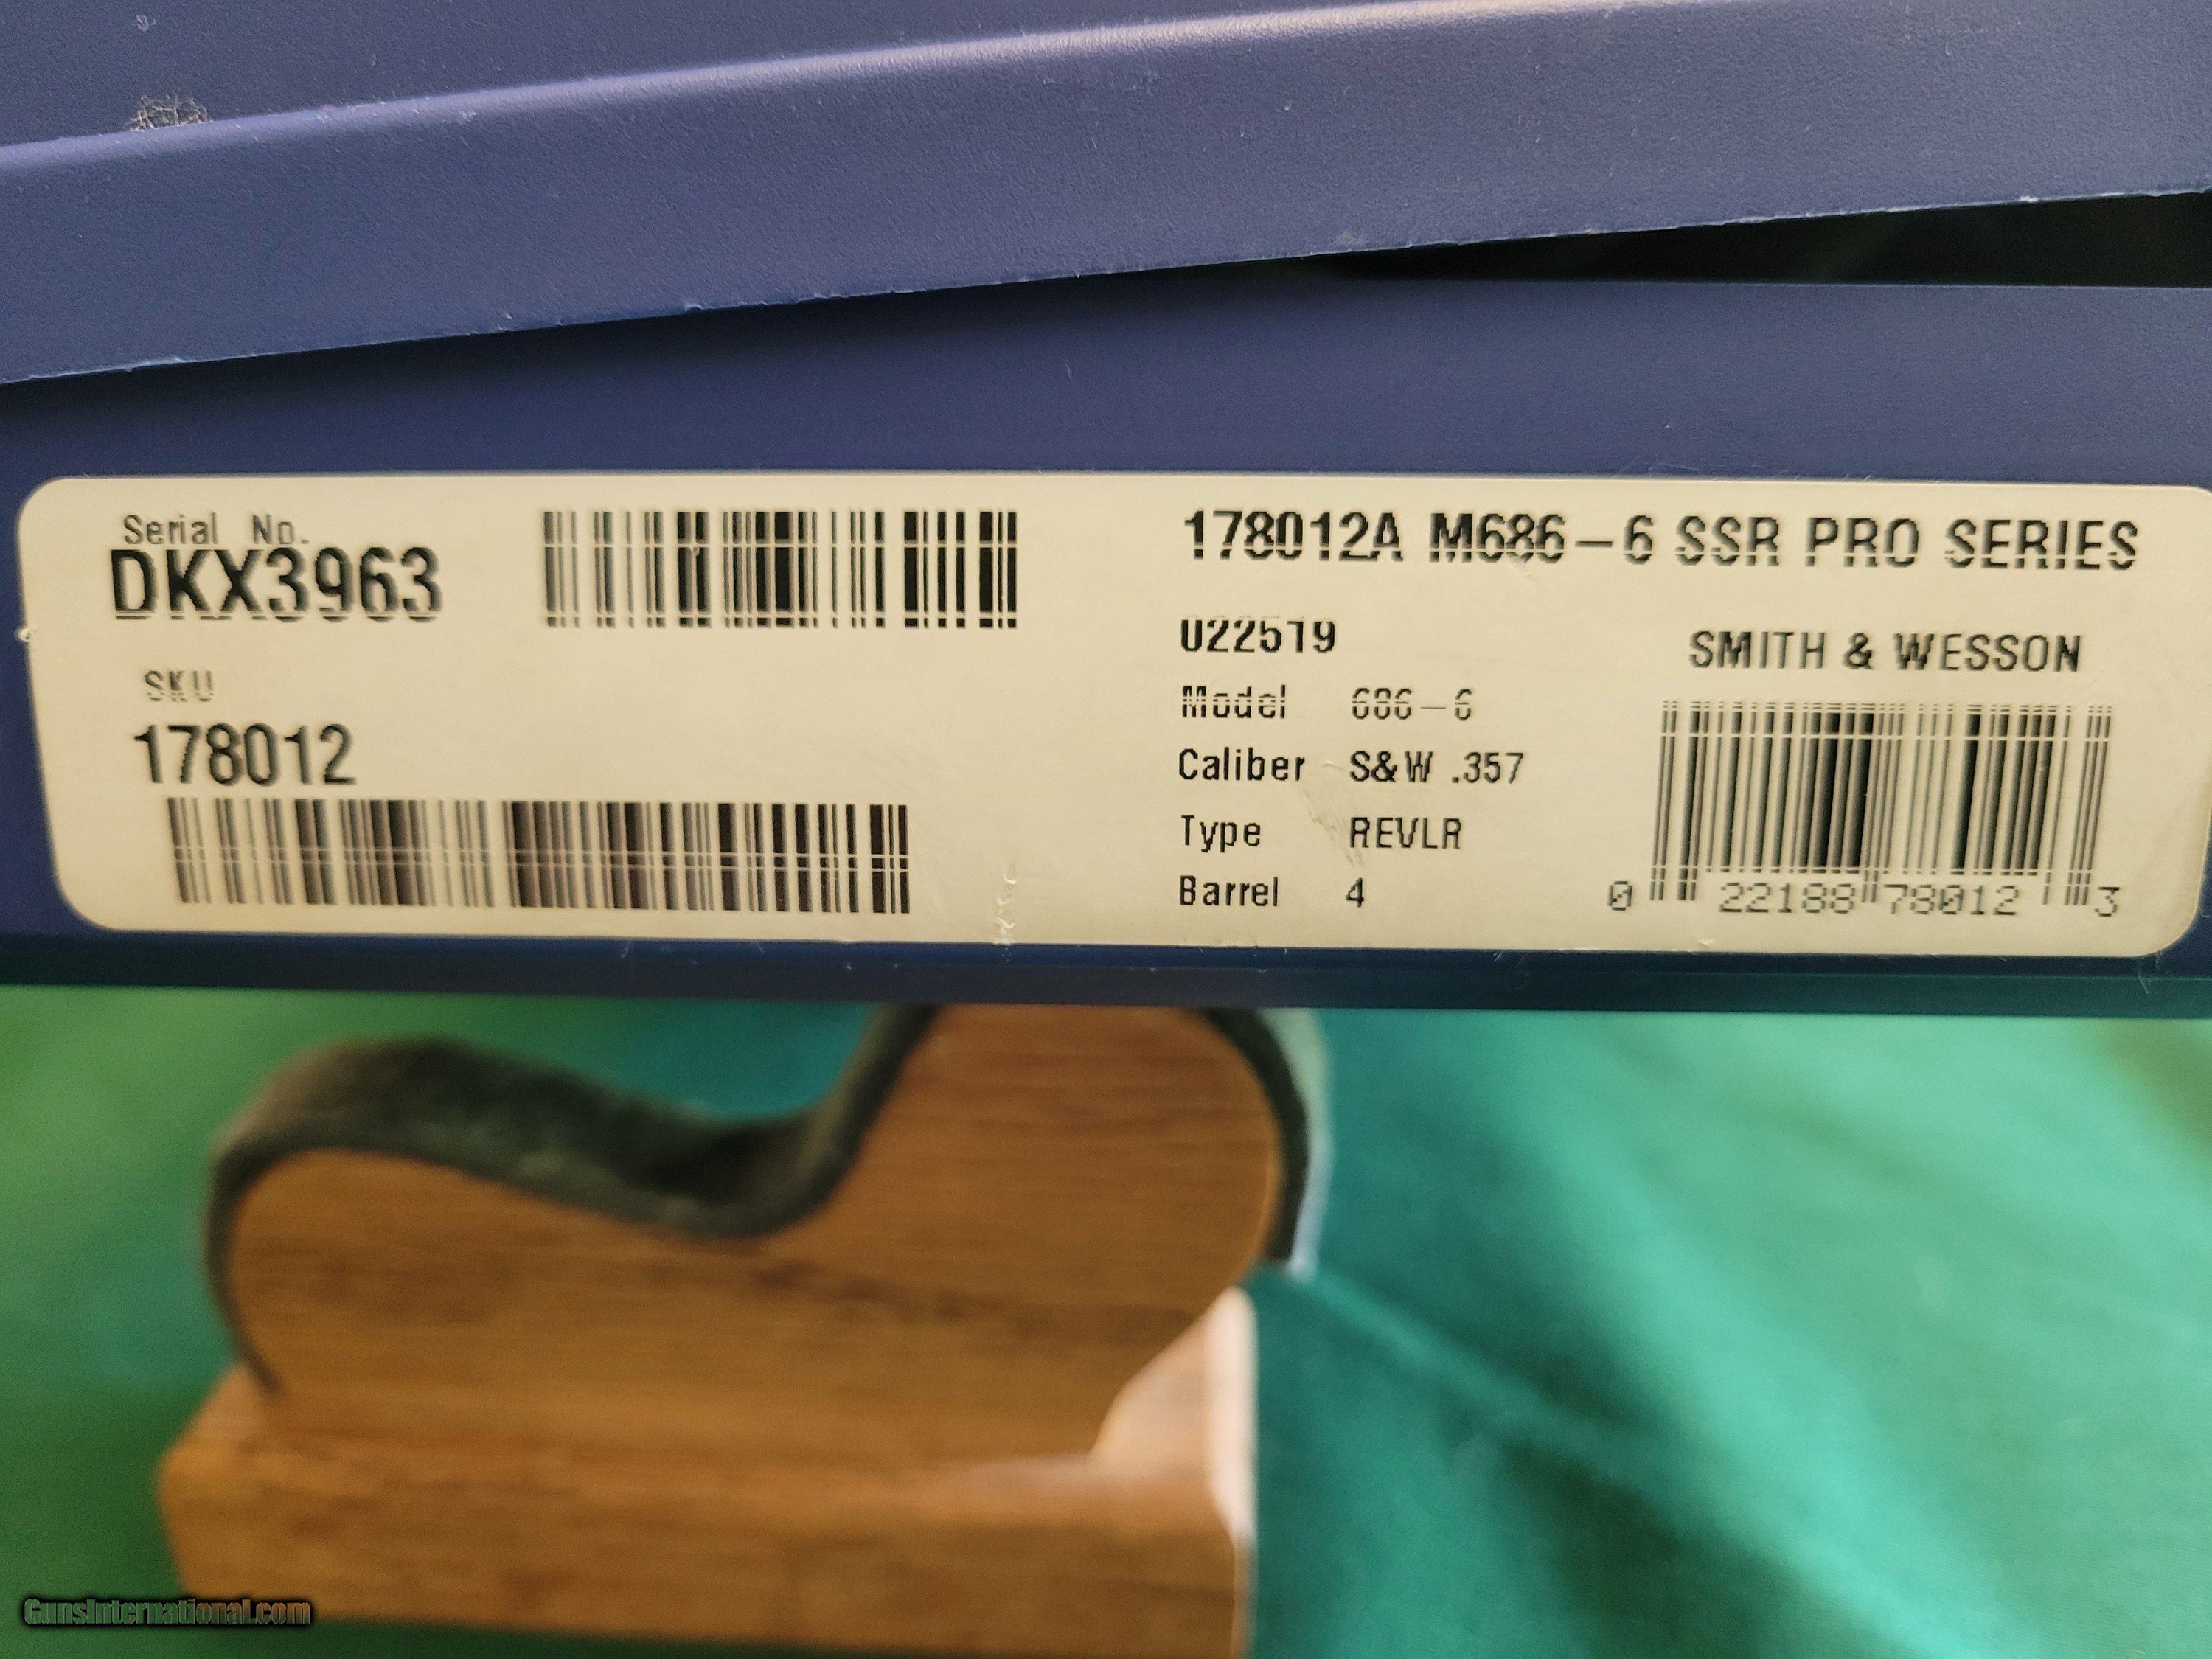 Serial No.
DKX3963
SKU
178012
178012A M686-6 SSR PRO SERIES
022519
SMITH & WESSON
Model 686-6
Caliber S&W .357
Type REVLR
Barrel 4
0 22188 78012 3
GunsInternational.com